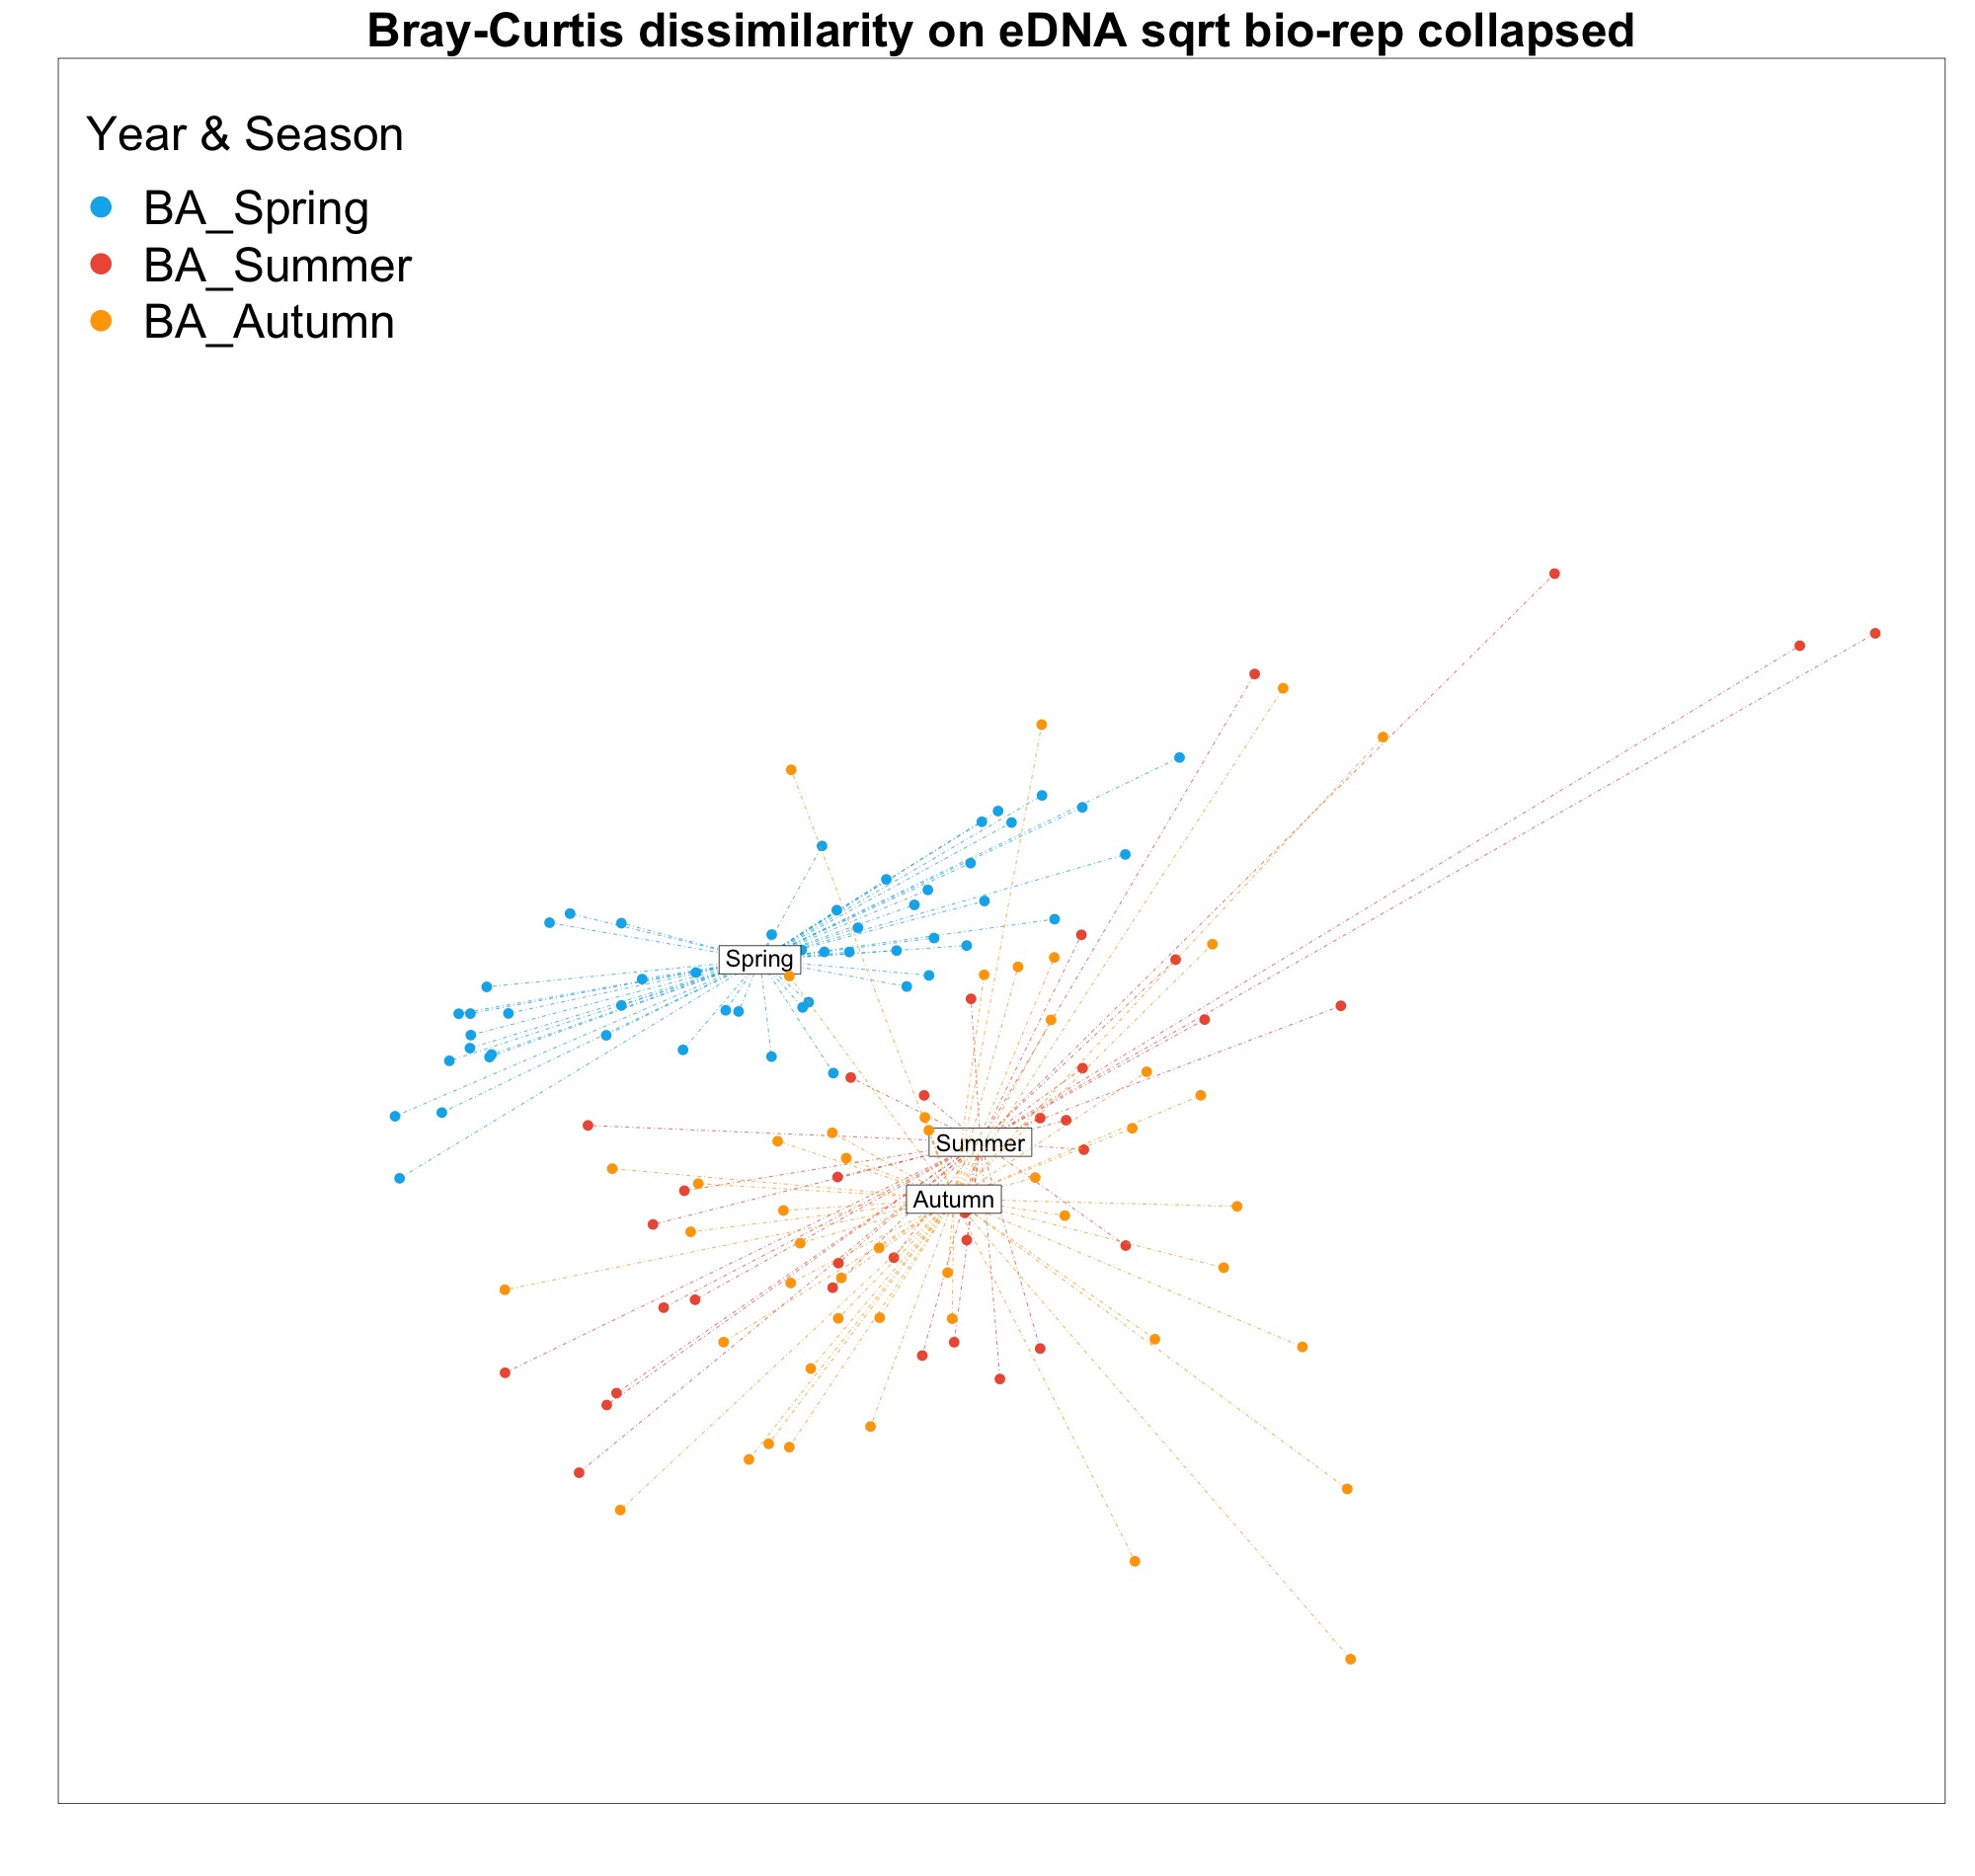 Bray-Curtis dissimilarity on eDNA sqrt bio-rep collapsed
Year & Season
BA_Spring
BA_Summer
BA_Autumn
Spring
Summer
Autumn